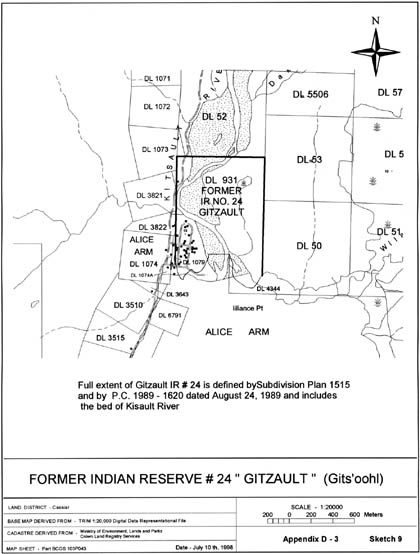 N
DL 1071
RIVER
DL 5506
DL 57
DL 1072
DL 52
DL 1073
KITSAULT
DL 53
DL 5
DL 931
FORMER
IR NO. 24
GITZAULT
DL 3821
DL 3822
DL 51
ALICE
ARM
DL 50
DL 1074
DL 1079
DL 1074A
DL 4344
DL 3643
DL 3510
DL 6791
Illiance Pt
ALICE ARM
DL 3515
Full extent of Gitzault IR # 24 is defined bySubdivision Plan 1515
and by P.C. 1989 - 1620 dated August 24, 1989 and includes
the bed of Kisault River
FORMER INDIAN RESERVE # 24 " GITZAULT " (Gits'oohl)
LAND DISTRICT - Cassiar
SCALE - 1:20000
BASE MAP DERIVED FROM - TRIM 1:20,000 Digital Data Representational File
200 0 200 400 600 Meters
CADASTRE DERIVED FROM - Ministry of Environment, Lands and Parks
Crown Land Registry Services
Appendix D - 3 Sketch 9
MAP SHEET - Part BCGS 103P043
Date - July 10 th, 1998